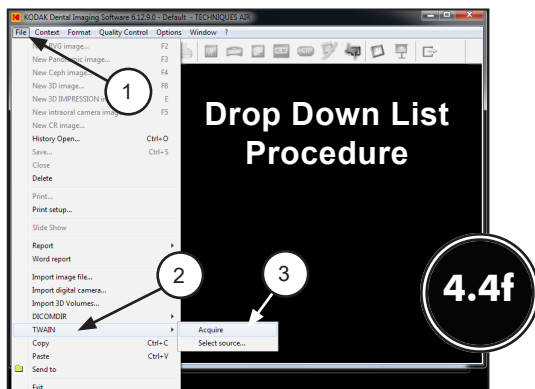 KODAK Dental Imaging Software 6.12.9.0 - Default - TECHNIQUES AIR
File Context Format Quality Control Options Window ?
New RVG image... F2
New Panoramic image... F3
New Ceph image... F4
New 3D image... F8
New 3D IMPRESSION E
New intraoral camera image... F5
New CR image...
History Open... Ctrl+O
Save... Ctrl+S
Close
Delete
Print...
Print setup...
Slide Show
Report
Word report
Import image file...
Import digital camera...
Import 3D Volumes...
DICOMDIR
TWAIN
Copy Ctrl+C
Paste Ctrl+V
Send to
Exit
Acquire
Select source...
1
2
3
Drop Down List
Procedure
4.4f